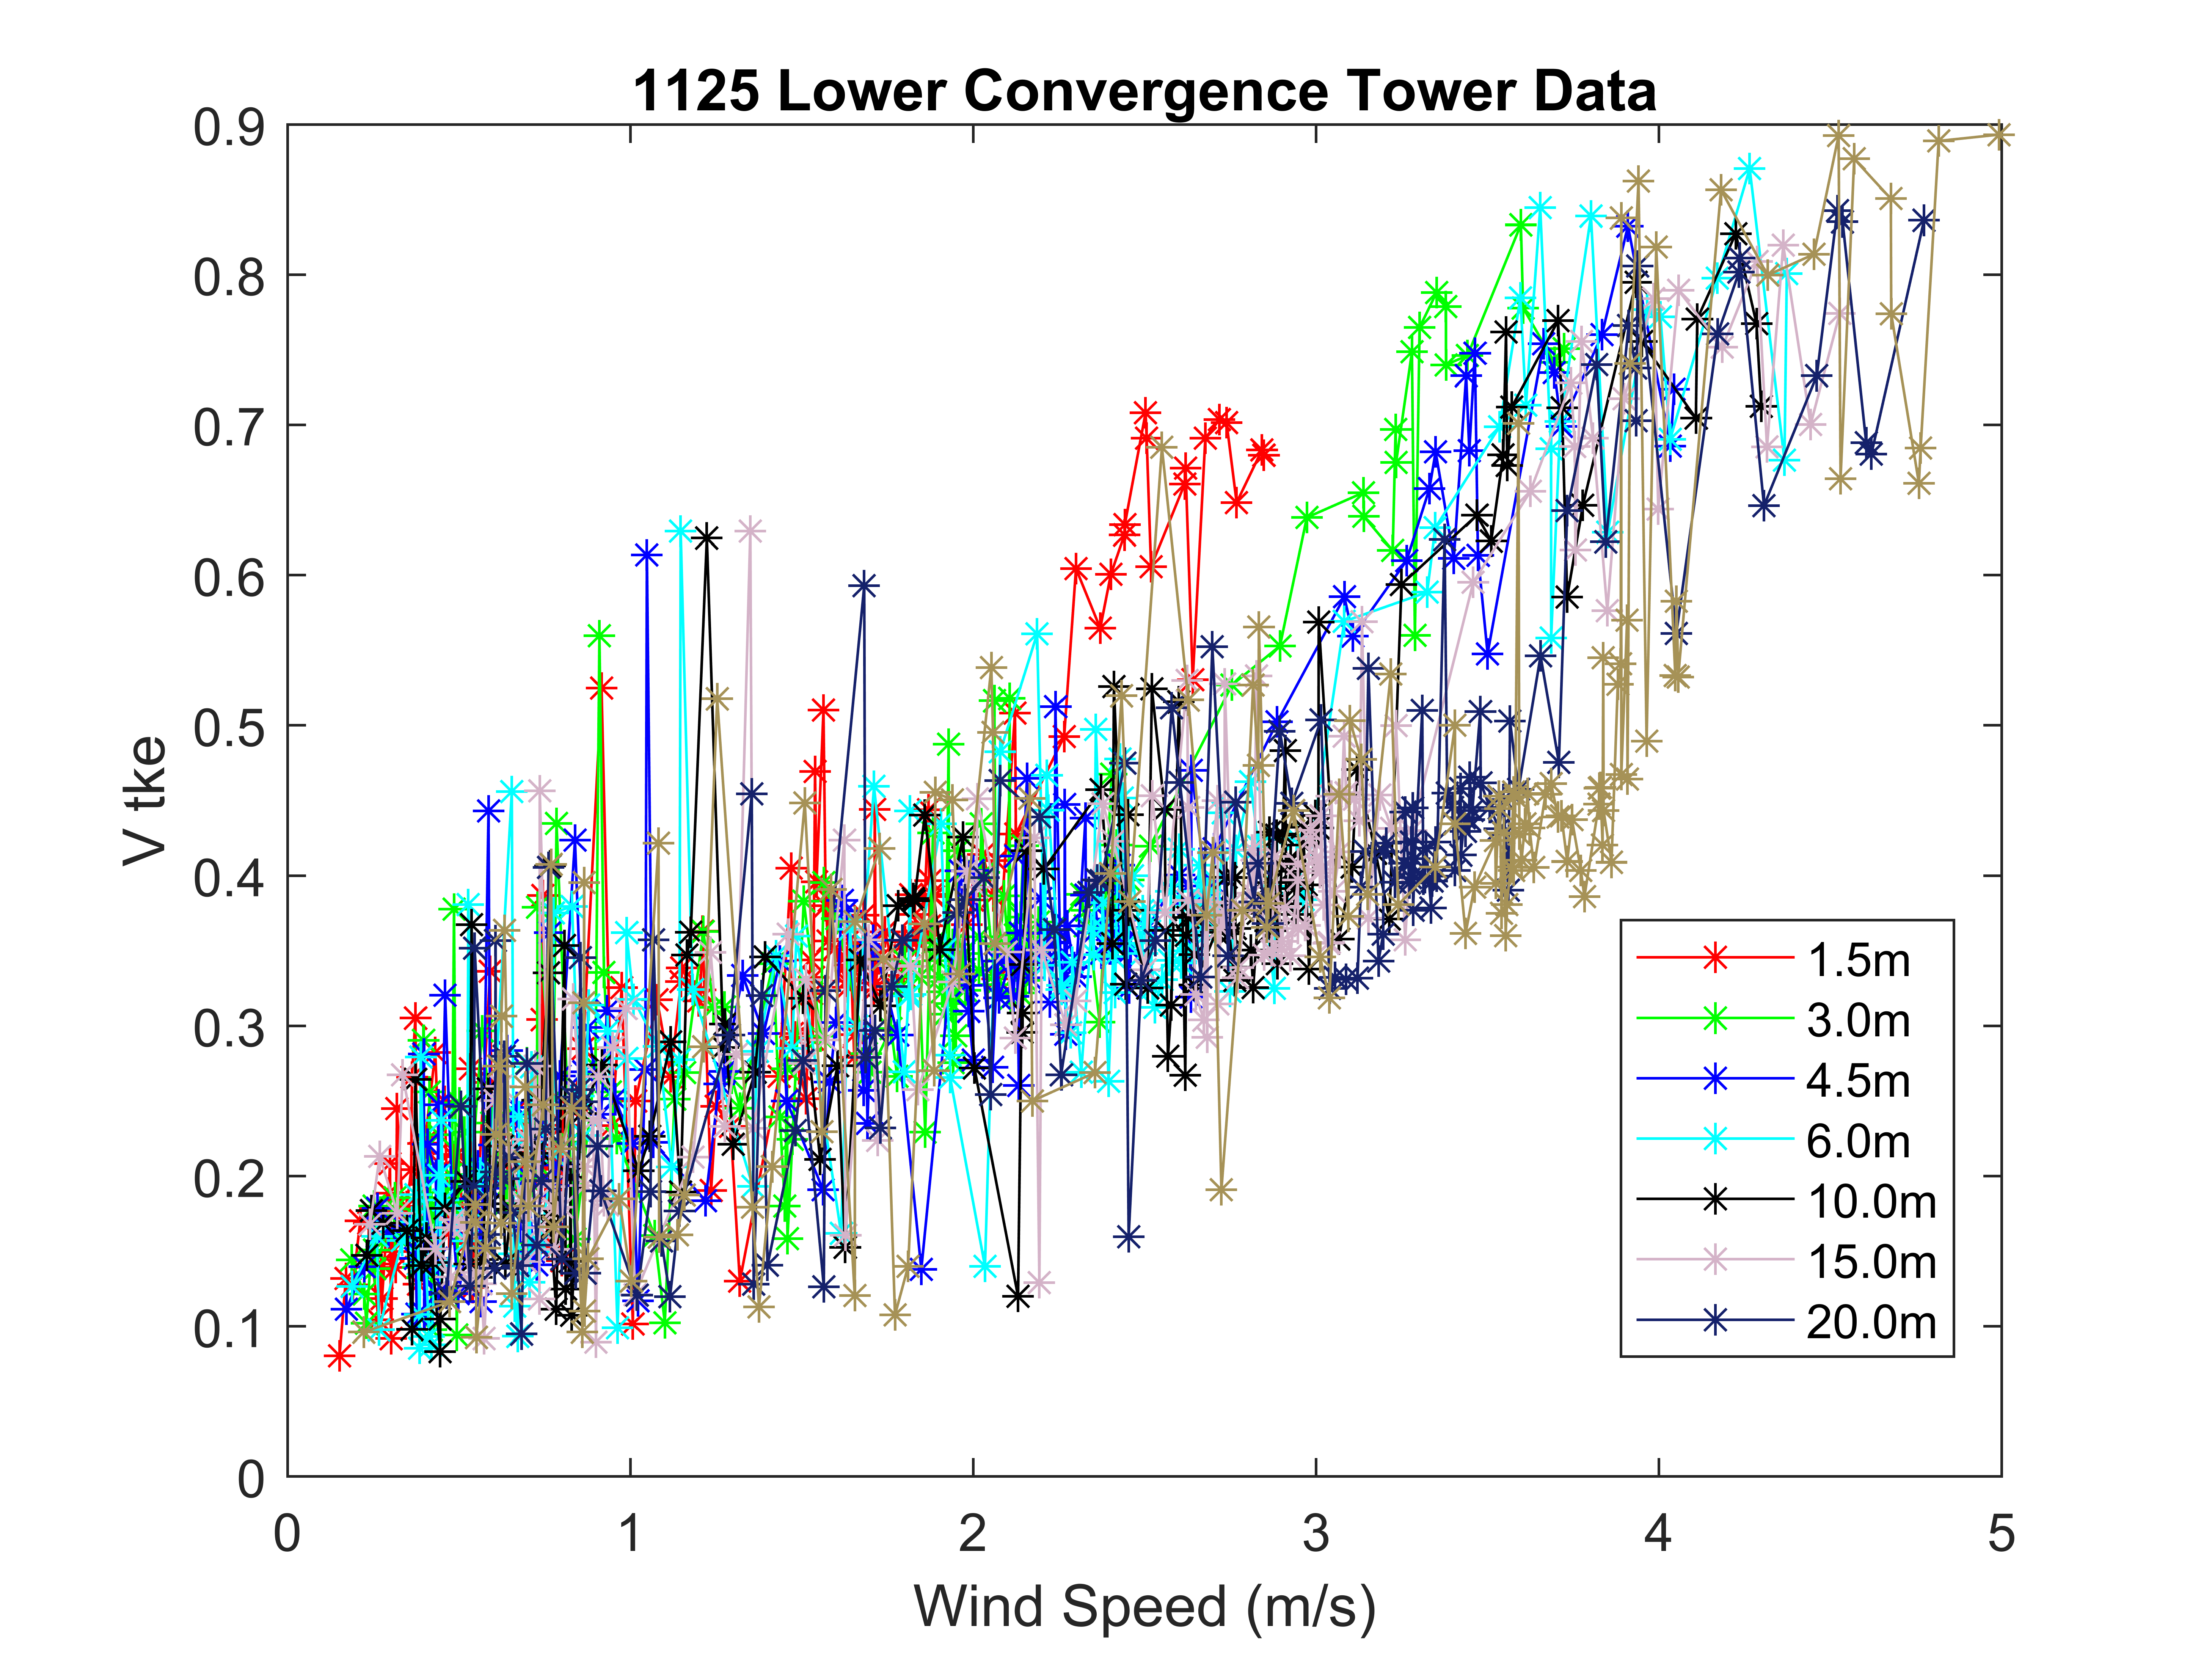 1125 Lower Convergence Tower Data
0.9
0.8
0.7
0.6
0.5
0.4
0.3
0.2
0.1
0
V tke
1.5m
3.0m
4.5m
6.0m
10.0m
15.0m
20.0m
0 1 2 3 4 5
Wind Speed (m/s)